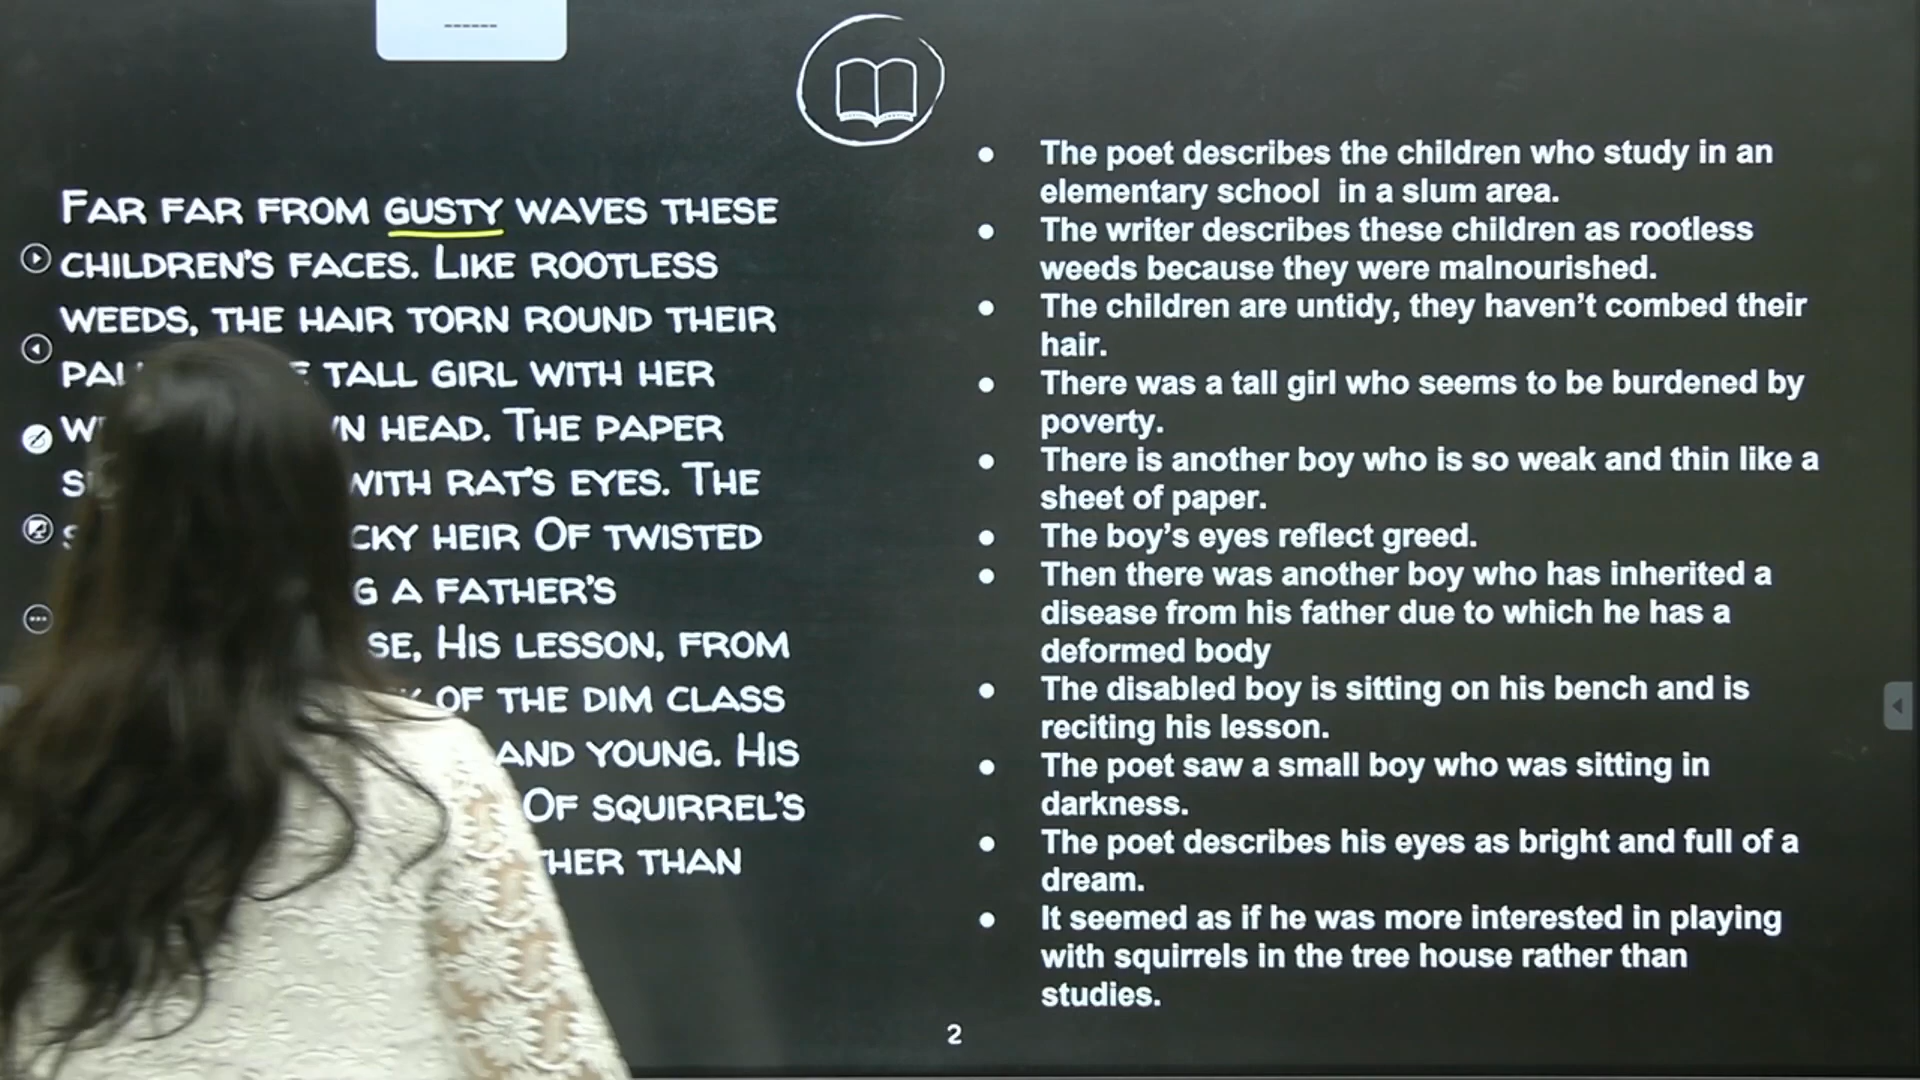 ------
FAR FAR FROM GUSTY WAVES THESE
CHILDREN'S FACES. LIKE ROOTLESS
WEEDS, THE HAIR TORN ROUND THEIR
TALL GIRL WITH HER
HEAD. THE PAPER
WITH RAT'S EYES. THE
HEIR OF TWISTED
A FATHER'S
HIS LESSON, FROM
OF THE DIM CLASS
AND YOUNG. HIS
OF SQUIRREL'S
THAN
• The poet describes the children who study in an
elementary school in a slum area.
• The writer describes these children as rootless
weeds because they were malnourished.
• The children are untidy, they haven't combed their
hair.
• There was a tall girl who seems to be burdened by
poverty.
• There is another boy who is so weak and thin like a
sheet of paper.
• The boy's eyes reflect greed.
• Then there was another boy who has inherited a
disease from his father due to which he has a
deformed body
• The disabled boy is sitting on his bench and is
reciting his lesson.
• The poet saw a small boy who was sitting in
darkness.
• The poet describes his eyes as bright and full of a
dream.
• It seemed as if he was more interested in playing
with squirrels in the tree house rather than
studies.
2